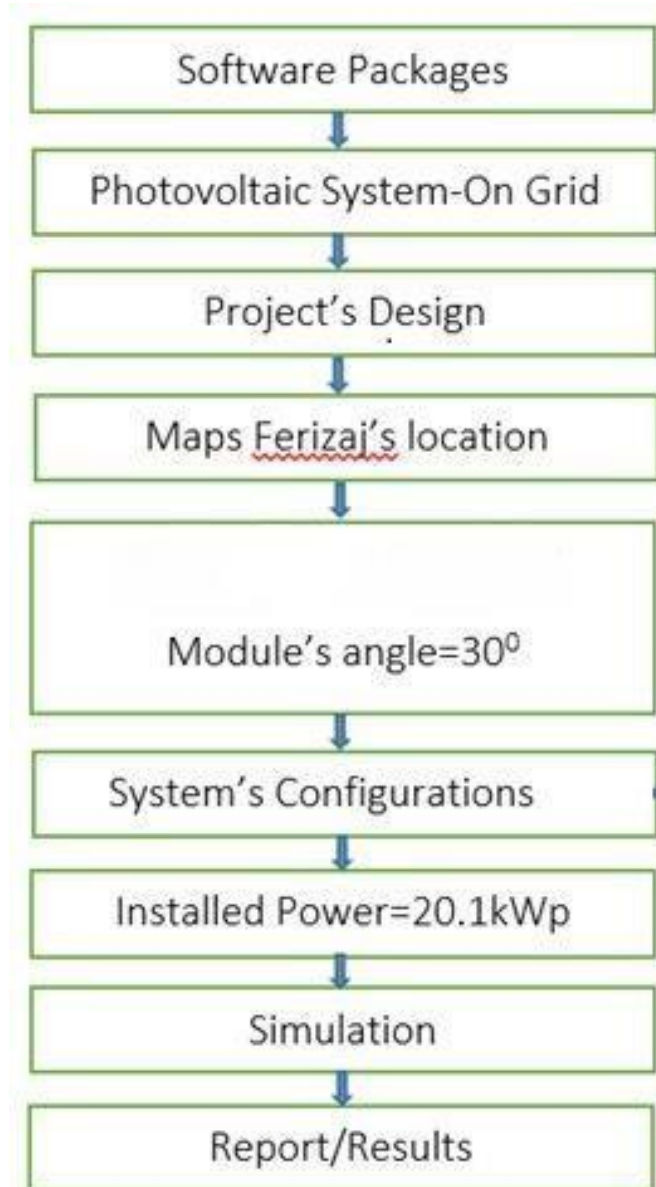 Software Packages
Photovoltaic System-On Grid
Project’s Design
Maps Ferizaj’s location
Module’s angle=30⁰
System’s Configurations
Installed Power=20.1kWp
Simulation
Report/Results